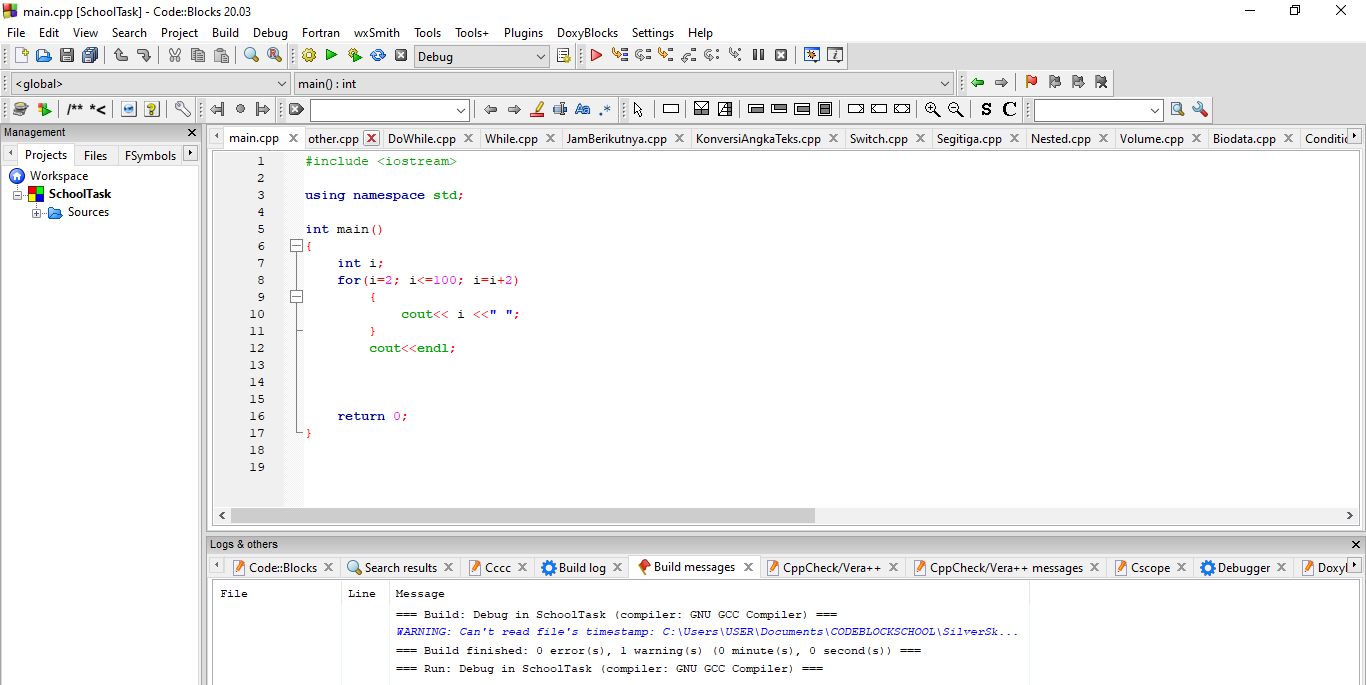 main.cpp [SchoolTask] - Code::Blocks 20.03
File Edit View Search Project Build Debug Fortran wxSmith Tools Tools+ Plugins DoxyBlocks Settings Help
Debug
<global> main() : int
/** *< Aa .* S C
Management
main.cpp other.cpp DoWhile.cpp While.cpp JamBerikutnya.cpp KonversiAngkaTeks.cpp Switch.cpp Segitiga.cpp Nested.cpp Volume.cpp Biodata.cpp Conditic
Projects Files FSymbols
Workspace
SchoolTask
Sources
1 #include <iostream>
2
3 using namespace std;
4
5 int main()
6 {
7 int i;
8 for(i=2; i<=100; i=i+2)
9 {
10 cout<< i <<" ";
11 }
12 cout<<endl;
13
14
15
16 return 0;
17 }
18
19
Logs & others
Code::Blocks Search results Cccc Build log Build messages CppCheck/Vera++ CppCheck/Vera++ messages Cscope Debugger Doxyl
File Line Message
=== Build: Debug in SchoolTask (compiler: GNU GCC Compiler) ===
WARNING: Can't read file's timestamp: C:\Users\USER\Documents\CODEBLOCKSCHOOL\SilverSk...
=== Build finished: 0 error(s), 1 warning(s) (0 minute(s), 0 second(s)) ===
=== Run: Debug in SchoolTask (compiler: GNU GCC Compiler) ===